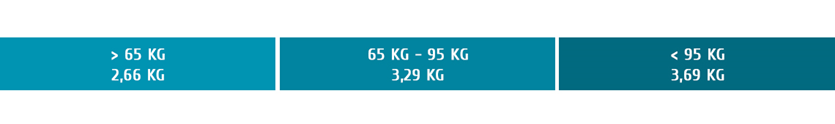 > 65 KG
2,66 KG
65 KG - 95 KG
3,29 KG
< 95 KG
3,69 KG